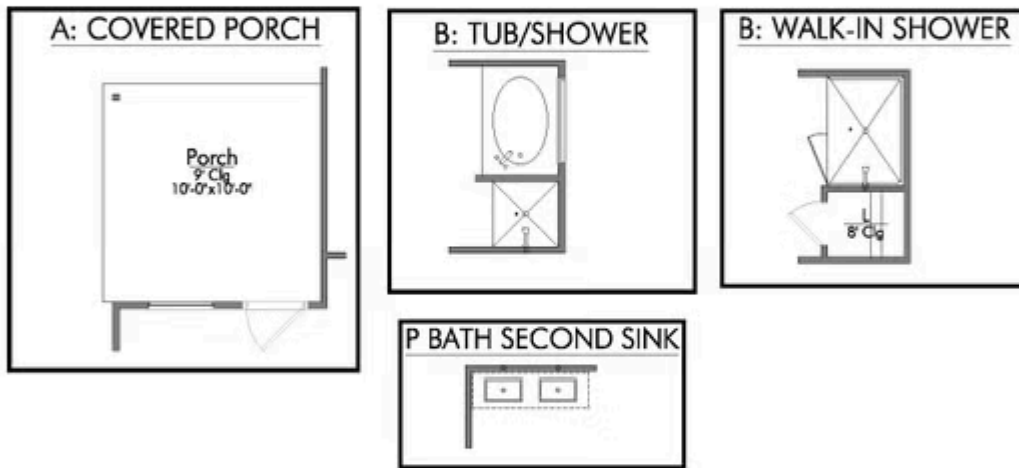 A: COVERED PORCH
Porch
9' Clg
10'-0"x10'-0"
B: TUB/SHOWER
B: WALK-IN SHOWER
L
8' Clg
P BATH SECOND SINK